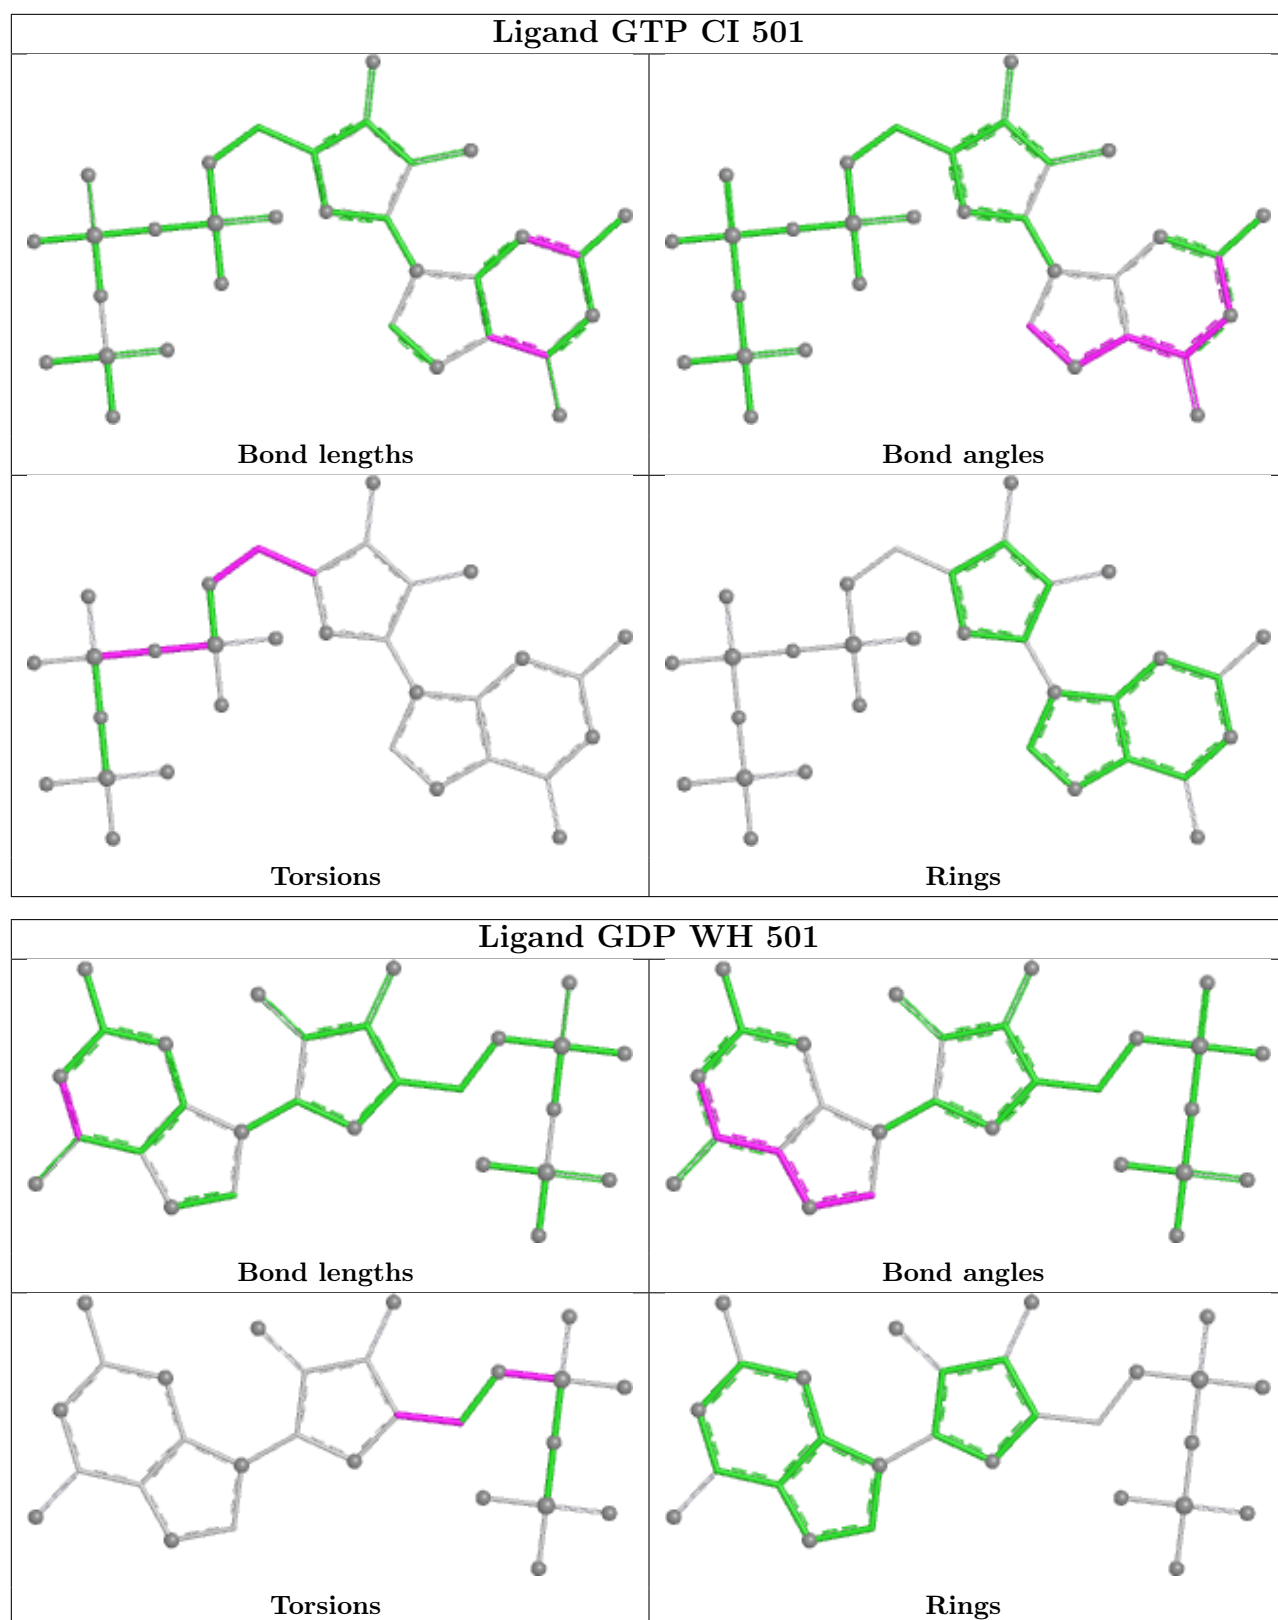 Ligand GTP CI 501
Bond lengths
Bond angles
Torsions
Rings
Ligand GDP WH 501
Bond lengths
Bond angles
Torsions
Rings